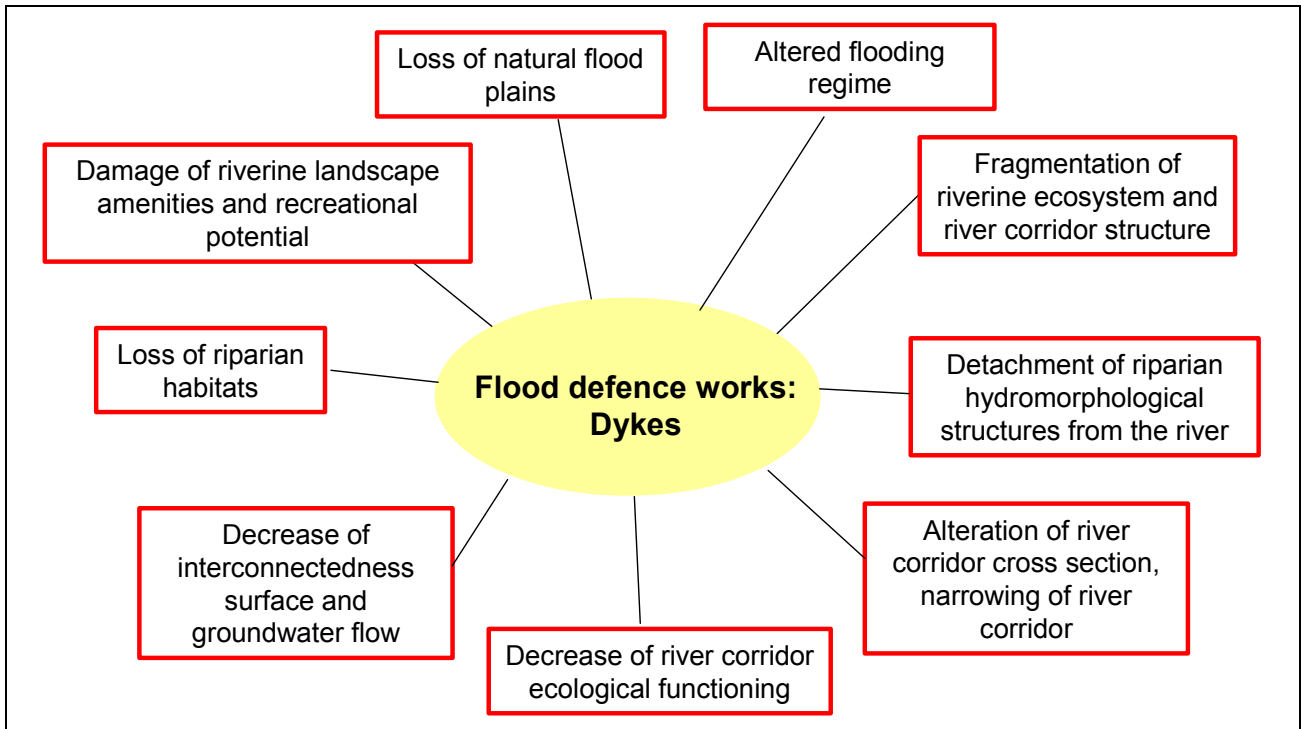 Loss of natural flood
plains
Altered flooding
regime
Damage of riverine landscape
amenities and recreational
potential
Fragmentation of
riverine ecosystem and
river corridor structure
Loss of riparian
habitats
Flood defence works:
Dykes
Detachment of riparian
hydromorphological
structures from the river
Decrease of
interconnectedness
surface and
groundwater flow
Alteration of river
corridor cross section,
narrowing of river
corridor
Decrease of river corridor
ecological functioning